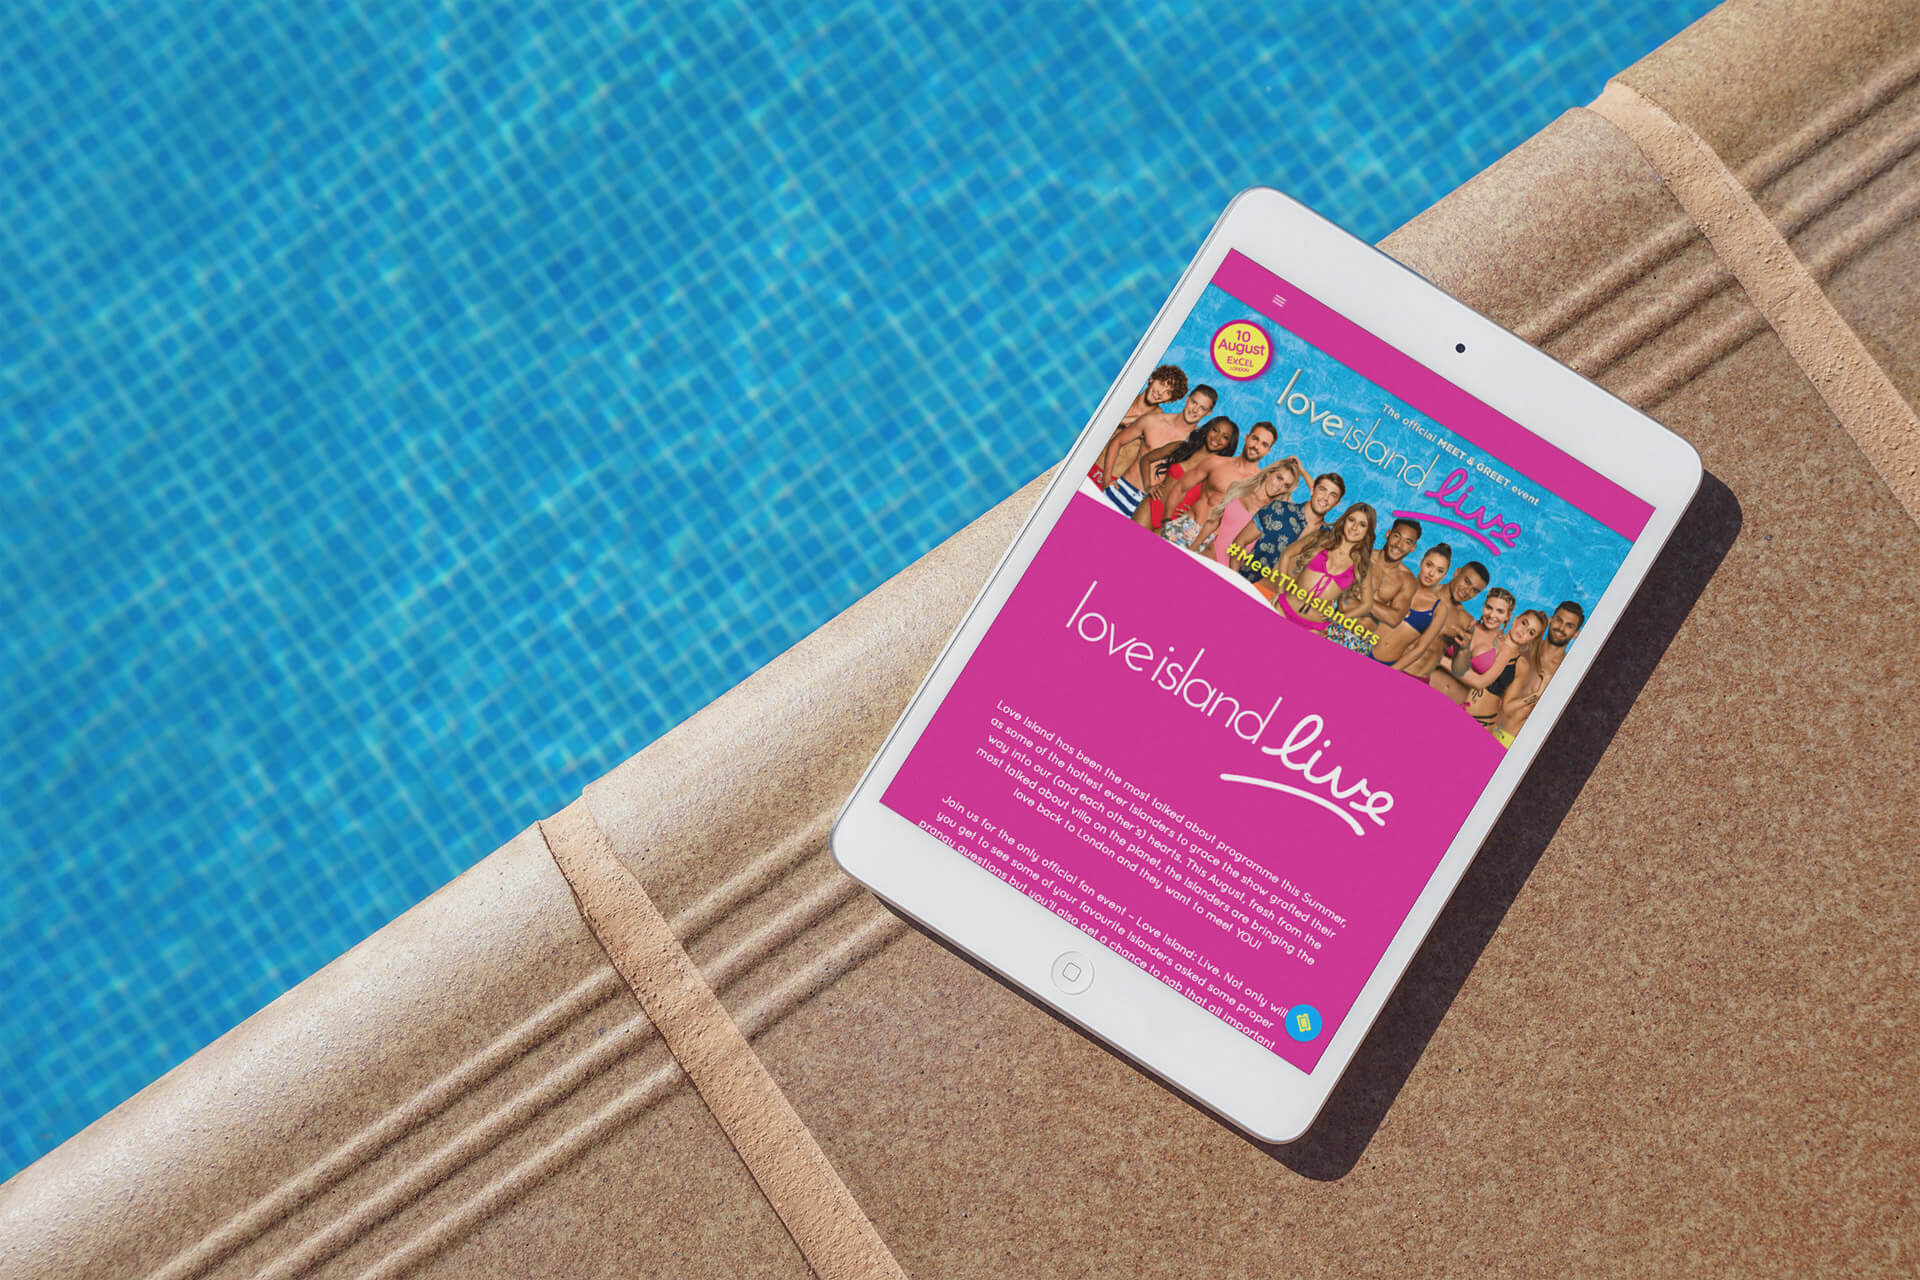 10
August
ExCEL
LONDON
The official MEET & GREET event
love island live
#MeetTheIslanders
love island live
Love Island has been the most talked about programme this Summer,
as some of the hottest ever Islanders to grace the show grafted their
way into our (and each other's) hearts. This August, fresh from the
most talked about villa on the planet, the Islanders are bringing the
love back to London and they want to meet YOU!
Join us for the only official fan event – Love Island: Live. Not only will
you get to see some of your favourite Islanders asked some proper
prangy questions but you'll also get a chance to nab that all important